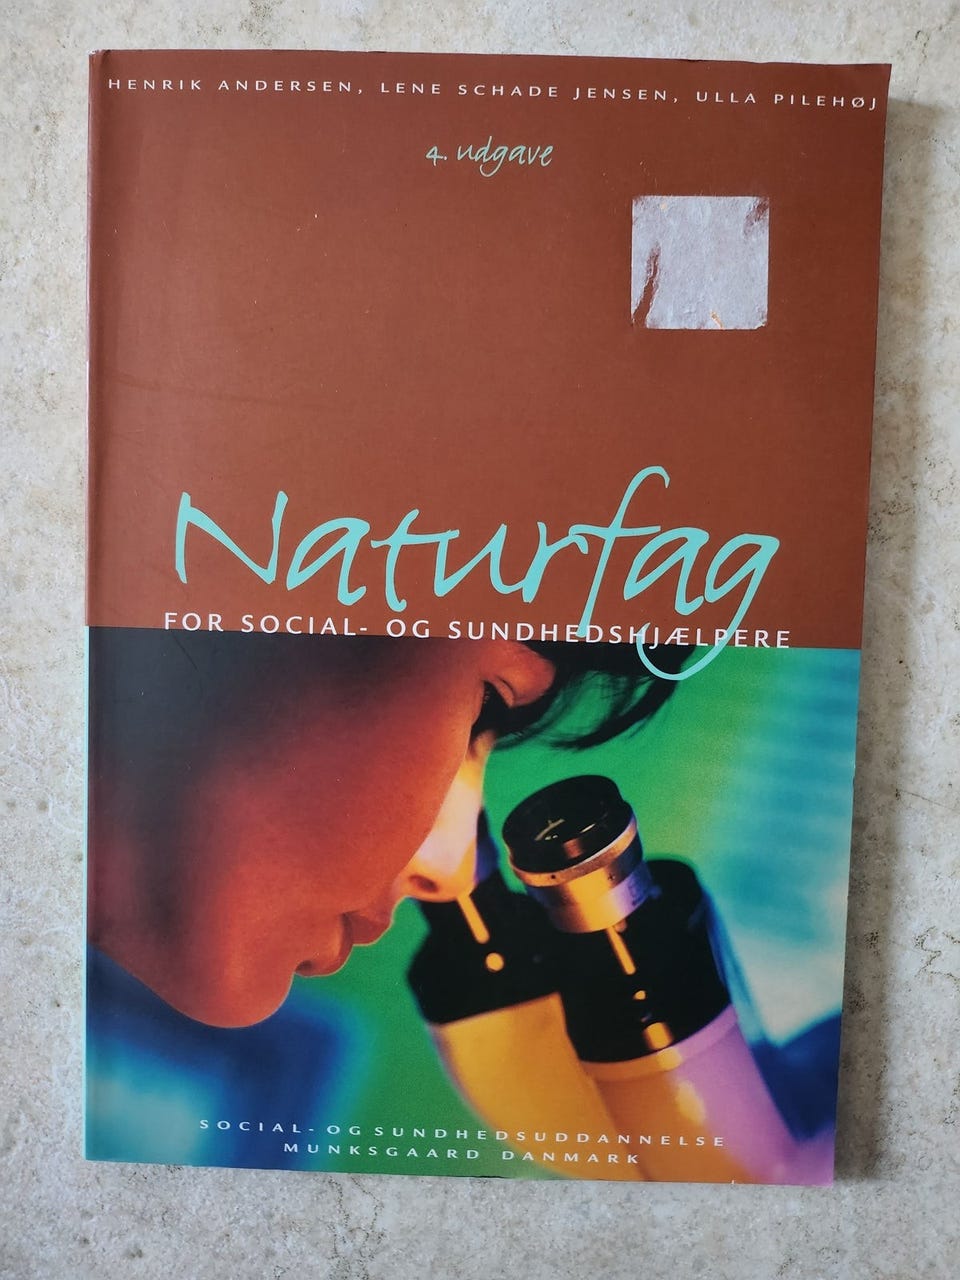 HENRIK ANDERSEN, LENE SCHADE JENSEN, ULLA PILEHØJ
4. udgave
Naturfag
FOR SOCIAL- OG SUNDHEDSHJÆLPERE
SOCIAL- OG SUNDHEDSUDDANNELSE
MUNKSGAARD DANMARK